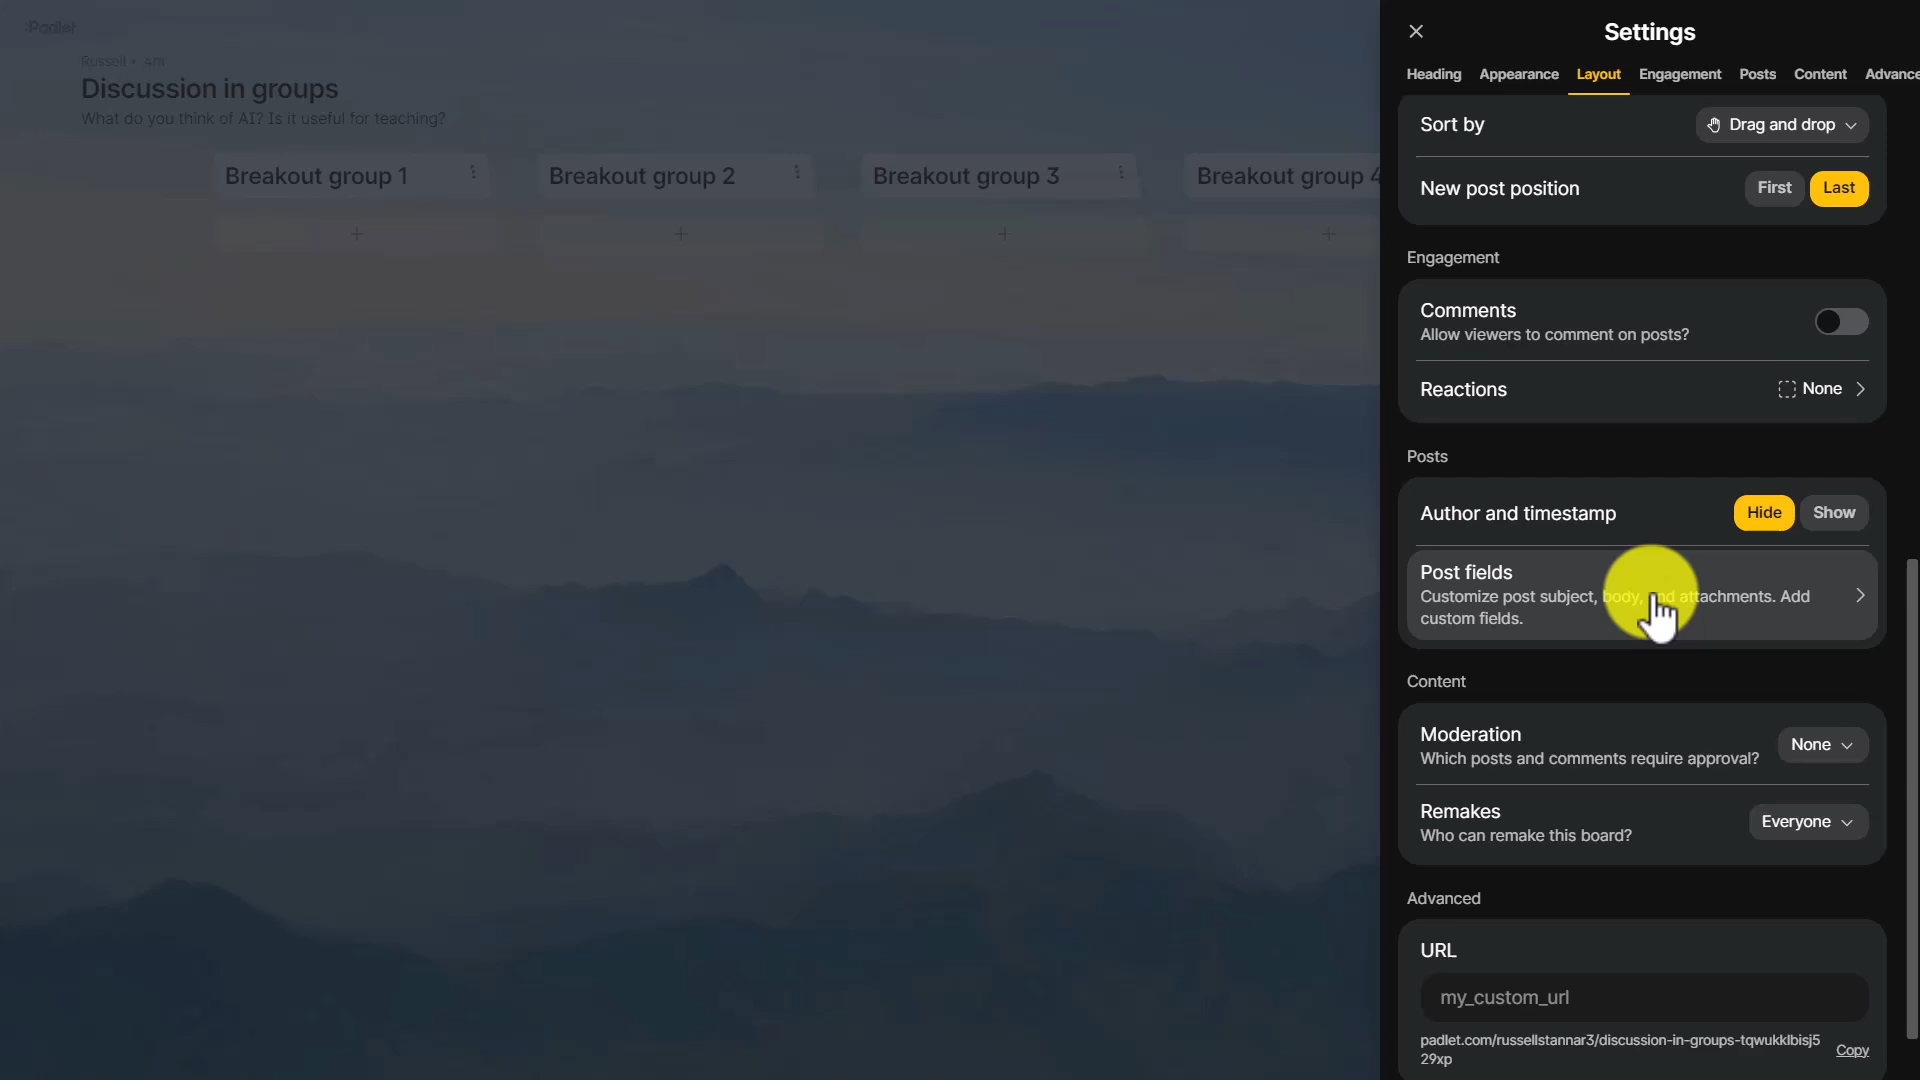 Padlet
Russell • 4m
Discussion in groups
What do you think of AI? Is it useful for teaching?
Breakout group 1
Breakout group 2
Breakout group 3
Breakout group 4
Settings
Heading Appearance Layout Engagement Posts Content Advance
Sort by
Drag and drop
New post position
First Last
Engagement
Comments
Allow viewers to comment on posts?
Reactions
None
Posts
Author and timestamp
Hide Show
Post fields
Customize post subject, body, and attachments. Add
custom fields.
Content
Moderation
Which posts and comments require approval?
None
Remakes
Who can remake this board?
Everyone
Advanced
URL
my_custom_url
padlet.com/russellstannar3/discussion-in-groups-tqwukklbisj5
29xp
Copy